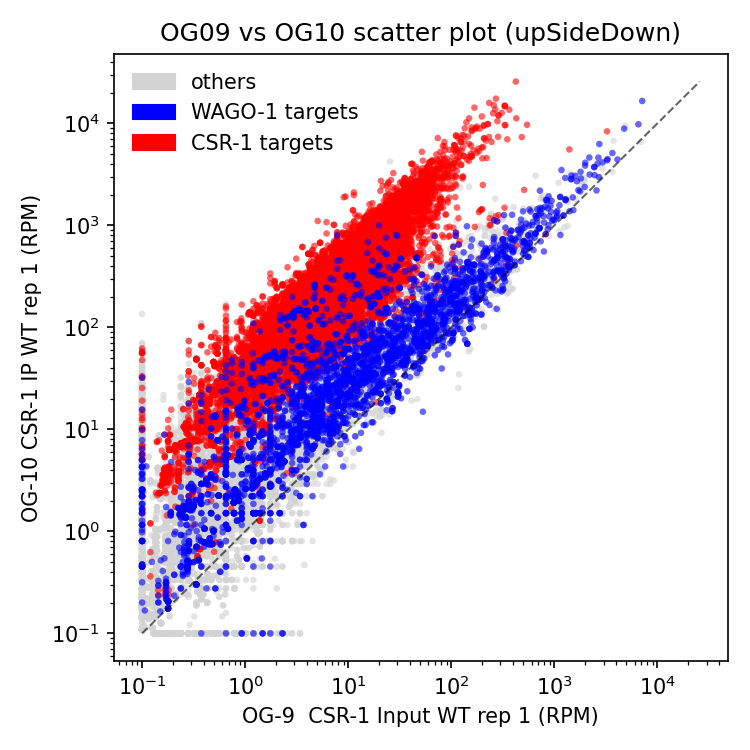 OG09 vs OG10 scatter plot (upSideDown)
others
WAGO-1 targets
CSR-1 targets
OG-10 CSR-1 IP WT rep 1 (RPM)
10⁴
10³
10²
10¹
10⁰
10⁻¹
10⁻¹ 10⁰ 10¹ 10² 10³ 10⁴
OG-9  CSR-1 Input WT rep 1 (RPM)